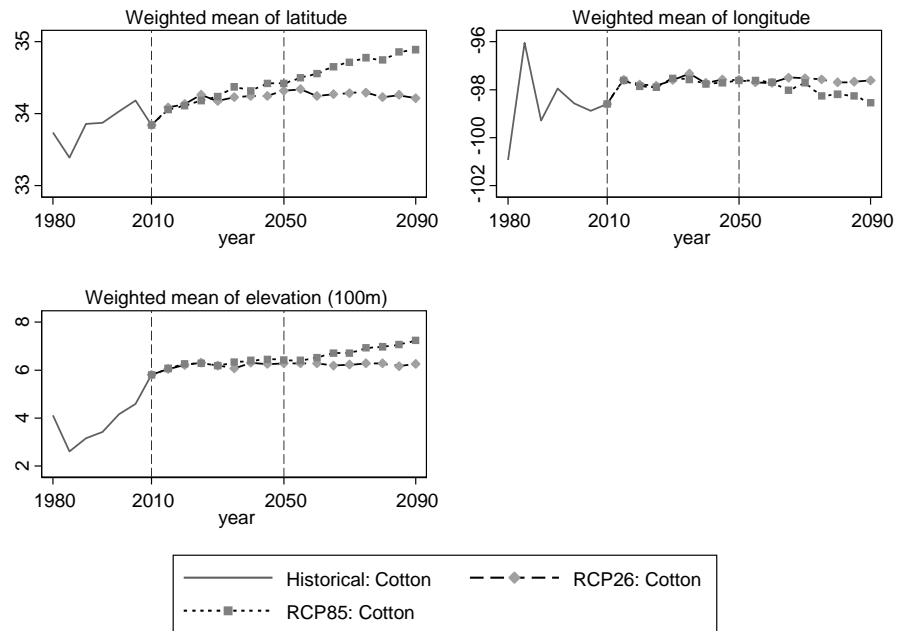 Weighted mean of latitude
35
34
33
1980 2010 2050 2090
year
Weighted mean of longitude
-96
-98
-100
-102
1980 2010 2050 2090
year
Weighted mean of elevation (100m)
8
6
4
2
1980 2010 2050 2090
year
Historical: Cotton
RCP26: Cotton
RCP85: Cotton